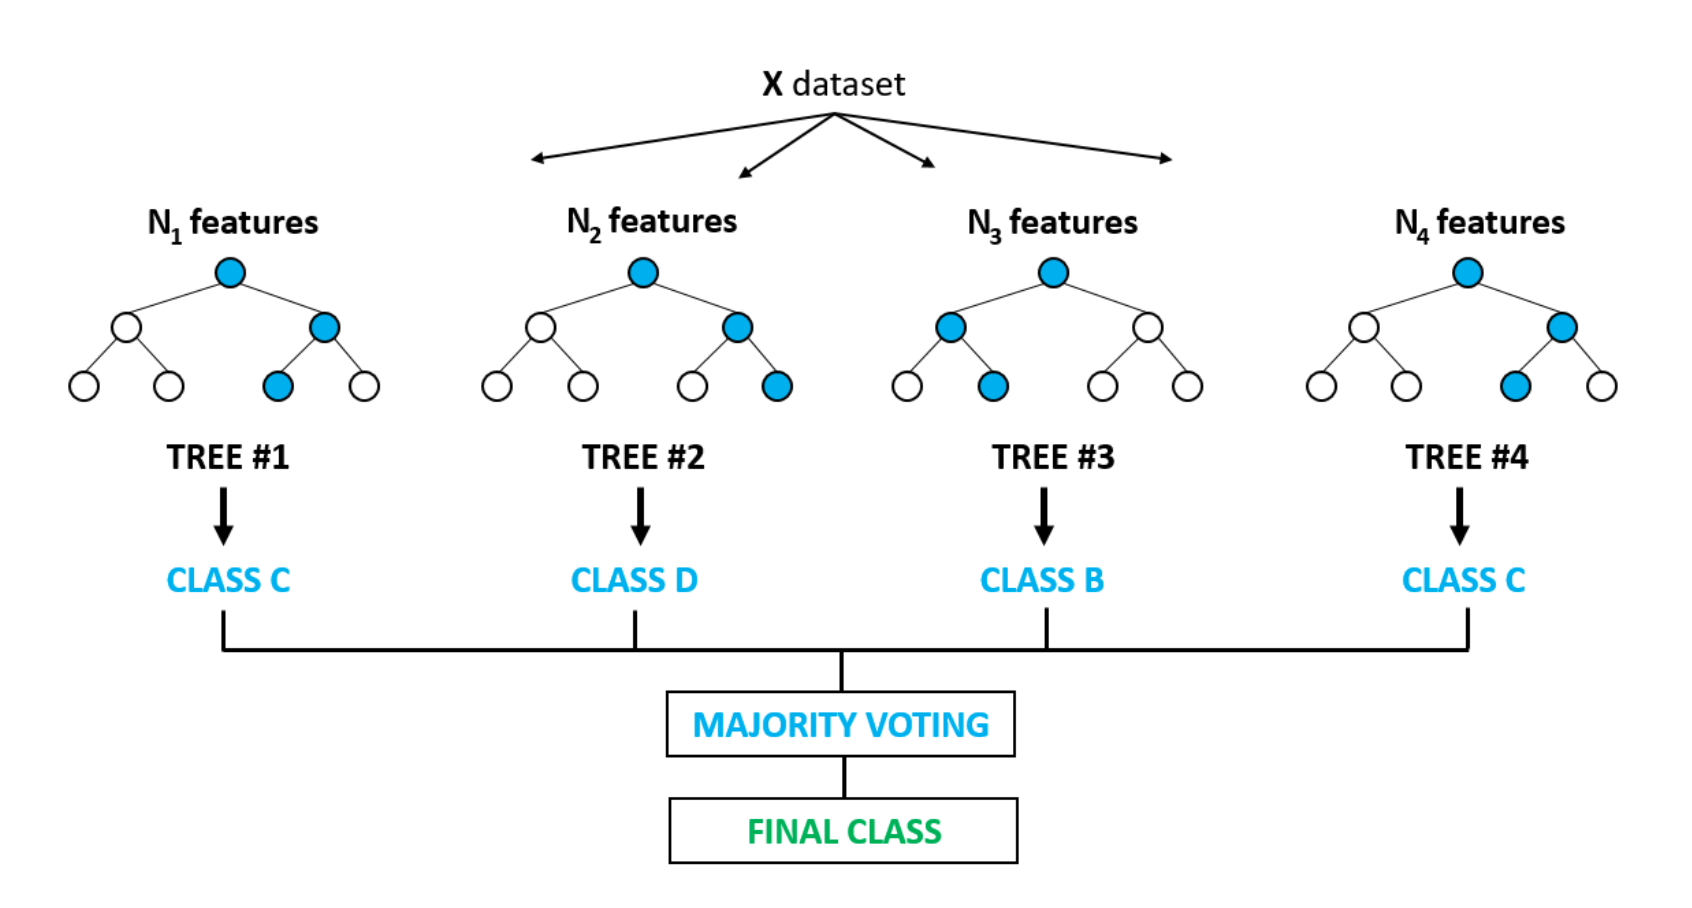 X dataset
N1 features
N2 features
N3 features
N4 features
TREE #1
TREE #2
TREE #3
TREE #4
CLASS C
CLASS D
CLASS B
CLASS C
MAJORITY VOTING
FINAL CLASS